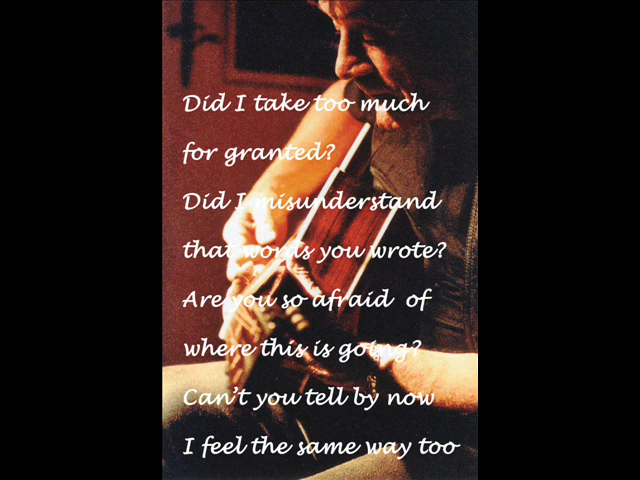 Did I take too much
for granted?
Did I misunderstand
that words you wrote?
Are you so afraid of
where this is going?
Can't you tell by now
I feel the same way too